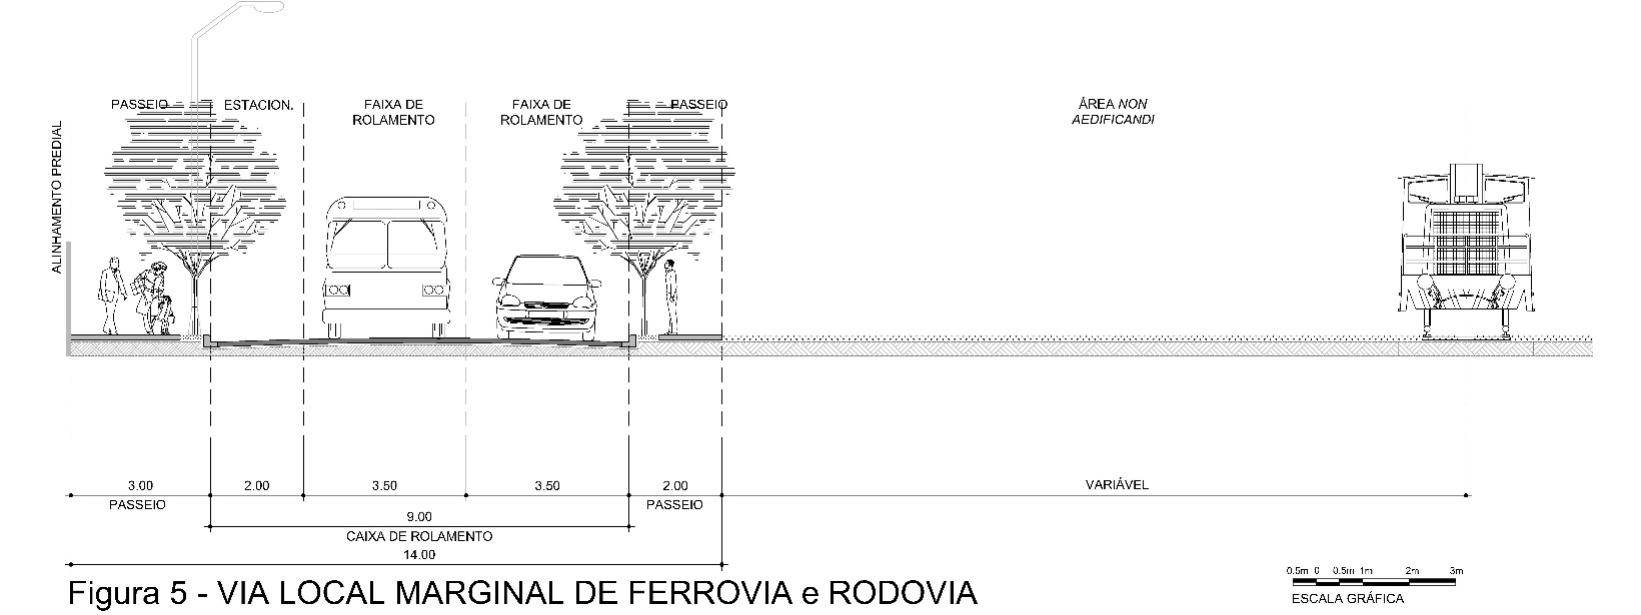 PASSEIO
ESTACION.
FAIXA DE
ROLAMENTO
FAIXA DE
ROLAMENTO
PASSEIO
ÁREA NON
AEDIFICANDI
ALINHAMENTO PREDIAL
3.00
2.00
3.50
3.50
2.00
VARIÁVEL
PASSEIO
PASSEIO
9.00
CAIXA DE ROLAMENTO
14.00
Figura 5 - VIA LOCAL MARGINAL DE FERROVIA e RODOVIA
0.5m 0 0.5m 1m 2m 3m
ESCALA GRÁFICA